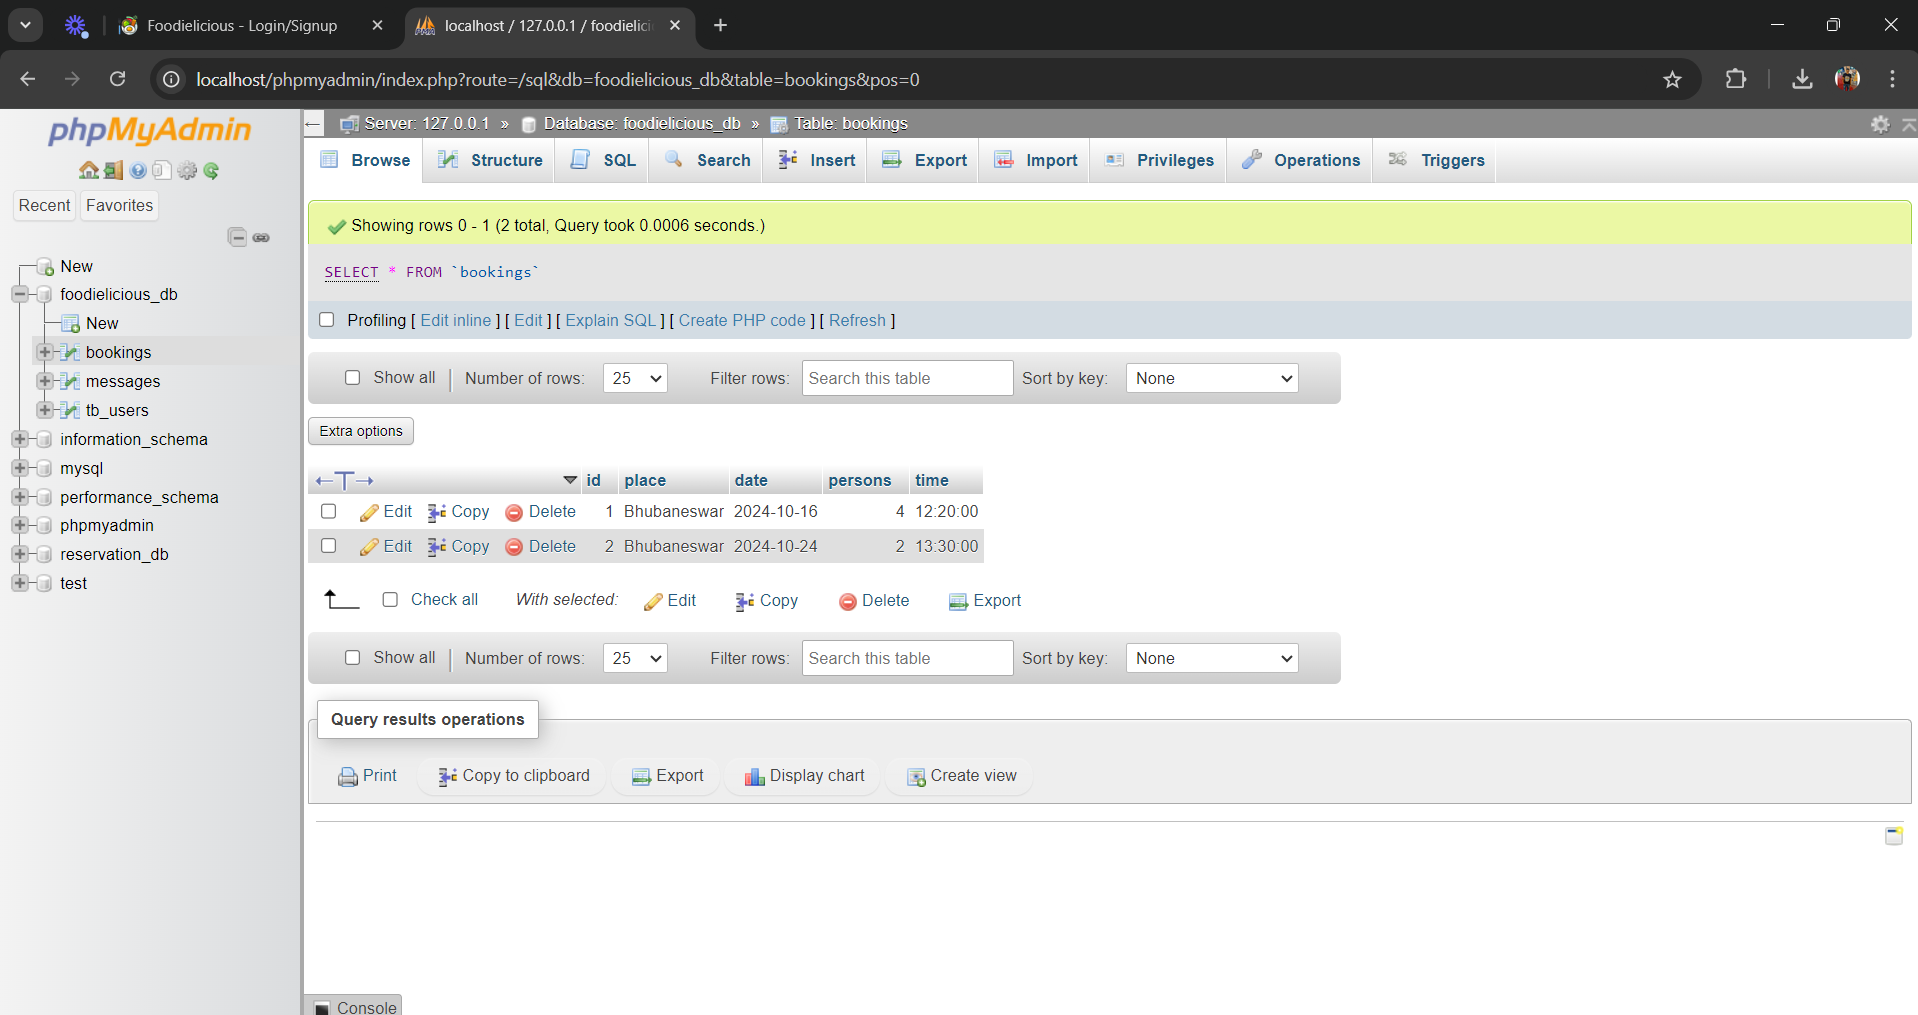 Foodielicious - Login/Signup
localhost / 127.0.0.1 / foodielici
localhost/phpmyadmin/index.php?route=/sql&db=foodielicious_db&table=bookings&pos=0
phpMyAdmin
Recent Favorites
New
foodielicious_db
New
bookings
messages
tb_users
information_schema
mysql
performance_schema
phpmyadmin
reservation_db
test
Server: 127.0.0.1 » Database: foodielicious_db » Table: bookings
Browse Structure SQL Search Insert Export Import Privileges Operations Triggers
Showing rows 0 - 1 (2 total, Query took 0.0006 seconds.)
SELECT * FROM `bookings`
Profiling [ Edit inline ] [ Edit ] [ Explain SQL ] [ Create PHP code ] [ Refresh ]
Show all Number of rows: 25 Filter rows: Search this table Sort by key: None
Extra options
id place date persons time
Edit Copy Delete 1 Bhubaneswar 2024-10-16 4 12:20:00
Edit Copy Delete 2 Bhubaneswar 2024-10-24 2 13:30:00
Check all With selected: Edit Copy Delete Export
Show all Number of rows: 25 Filter rows: Search this table Sort by key: None
Query results operations
Print Copy to clipboard Export Display chart Create view
Console